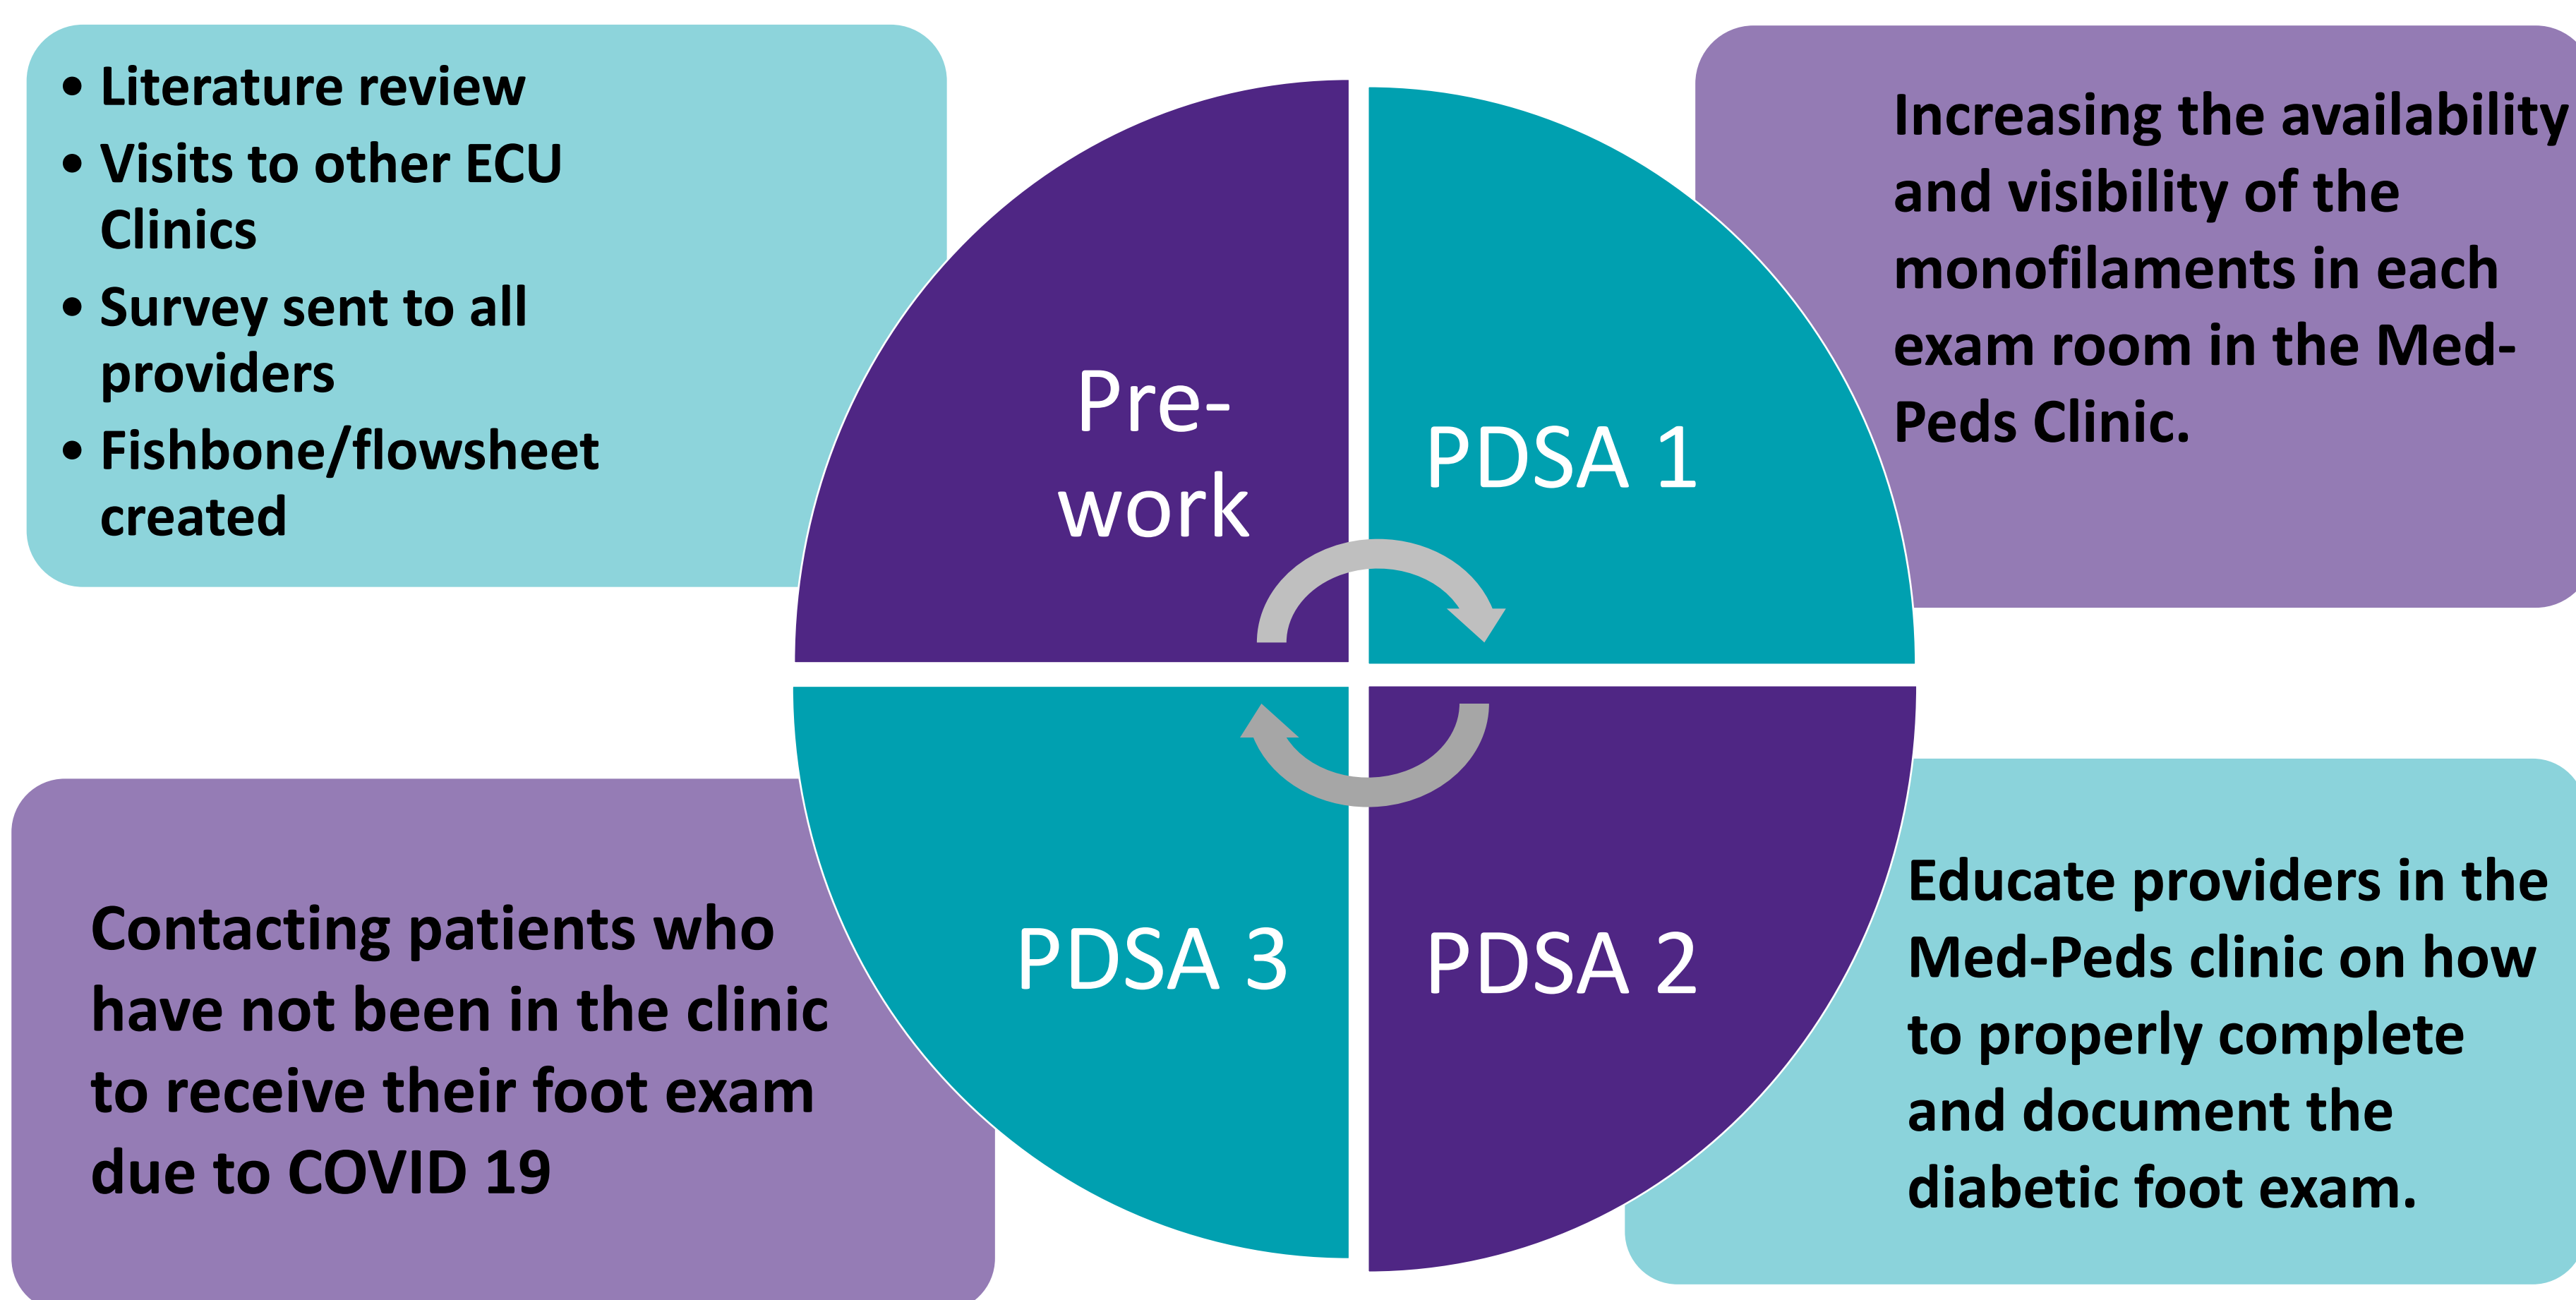 • Literature review
• Visits to other ECU
Clinics
• Survey sent to all
providers
• Fishbone/flowsheet
created
Pre-
work
PDSA 1
Increasing the availability
and visibility of the
monofilaments in each
exam room in the Med-
Peds Clinic.
Contacting patients who
have not been in the clinic
to receive their foot exam
due to COVID 19
PDSA 3
PDSA 2
Educate providers in the
Med-Peds clinic on how
to properly complete
and document the
diabetic foot exam.